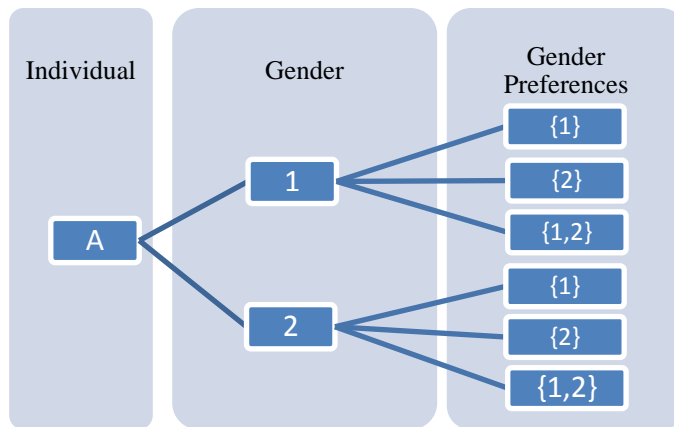 Individual
Gender
Gender
Preferences
A
1
2
{1}
{2}
{1,2}
{1}
{2}
{1,2}